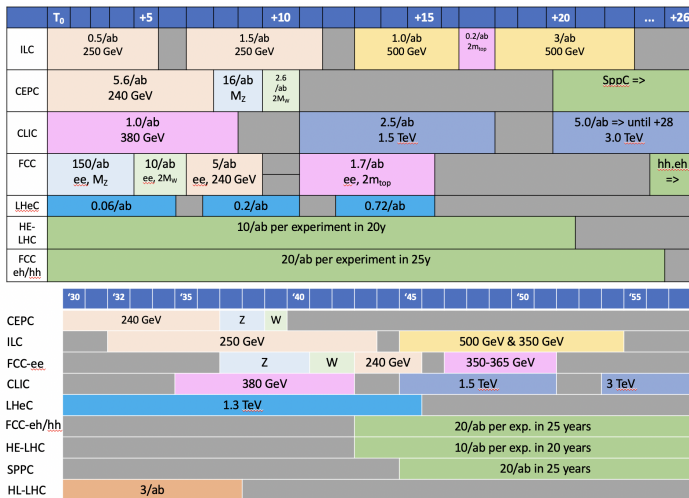 T0 +5 +10 +15 +20 ... +26
ILC
0.5/ab
250 GeV
1.5/ab
250 GeV
1.0/ab
500 GeV
0.2/ab
2mtop
3/ab
500 GeV
CEPC
5.6/ab
240 GeV
16/ab
MZ
2.6
/ab
2MW
SppC =>
CLIC
1.0/ab
380 GeV
2.5/ab
1.5 TeV
5.0/ab => until +28
3.0 TeV
FCC
150/ab
ee, MZ
10/ab
ee, 2MW
5/ab
ee, 240 GeV
1.7/ab
ee, 2mtop
hh,eh
=>
LHeC
0.06/ab
0.2/ab
0.72/ab
HE-
LHC
10/ab per experiment in 20y
FCC
eh/hh
20/ab per experiment in 25y
'30 '32 '35 '40 '45 '50 '55
CEPC 240 GeV Z W
ILC 250 GeV 500 GeV & 350 GeV
FCC-ee Z W 240 GeV 350-365 GeV
CLIC 380 GeV 1.5 TeV 3 TeV
LHeC 1.3 TeV
FCC-eh/hh 20/ab per exp. in 25 years
HE-LHC 10/ab per exp. in 20 years
SPPC 20/ab in 25 years
HL-LHC 3/ab